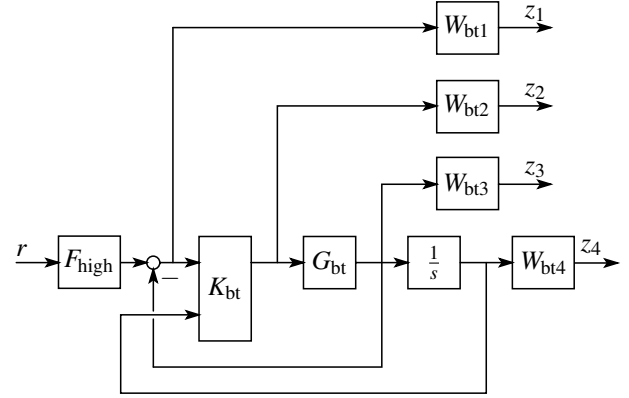 W_bt1 z_1
W_bt2 z_2
W_bt3 z_3
r F_high − K_bt G_bt 1/s W_bt4 z_4